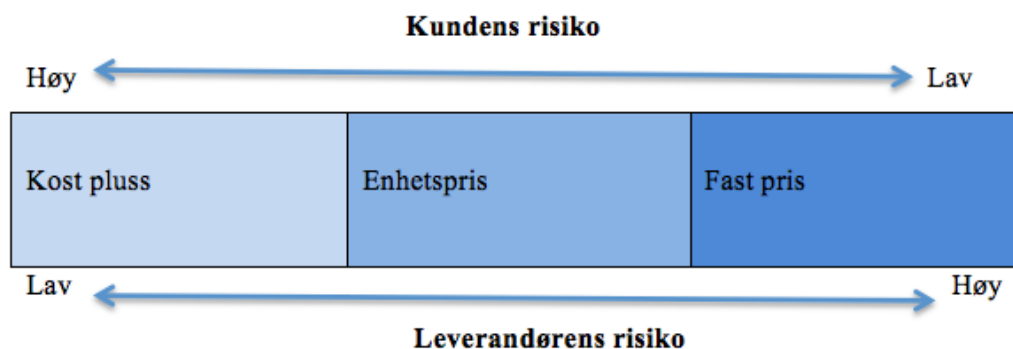 Kundens risiko
Høy Lav
Kost pluss Enhetspris Fast pris
Lav Høy
Leverandørens risiko